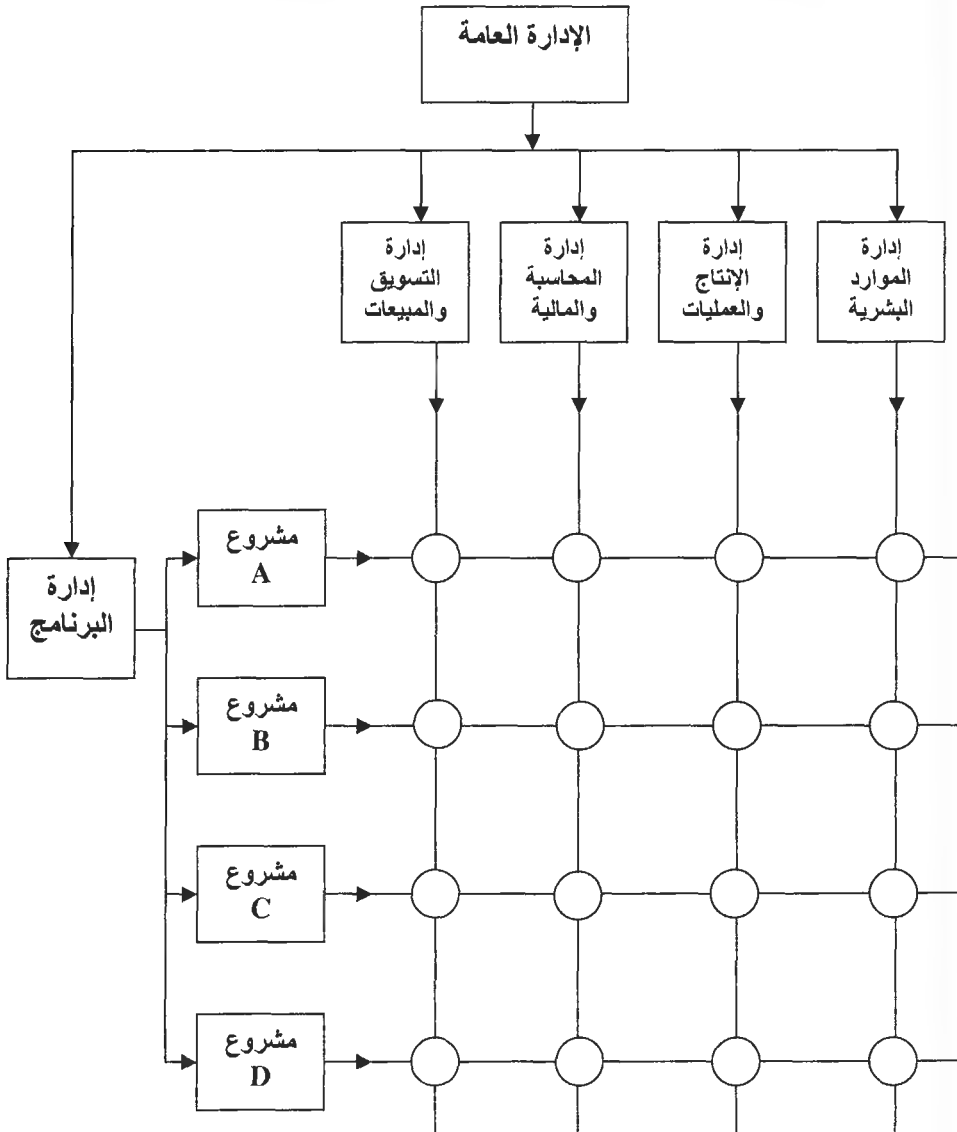 الإدارة العامة
إدارة
الموارد
البشرية
إدارة
الإنتاج
والعمليات
إدارة
المحاسبة
والمالية
إدارة
التسويق
والمبيعات
إدارة
البرنامج
مشروع
A
مشروع
B
مشروع
C
مشروع
D